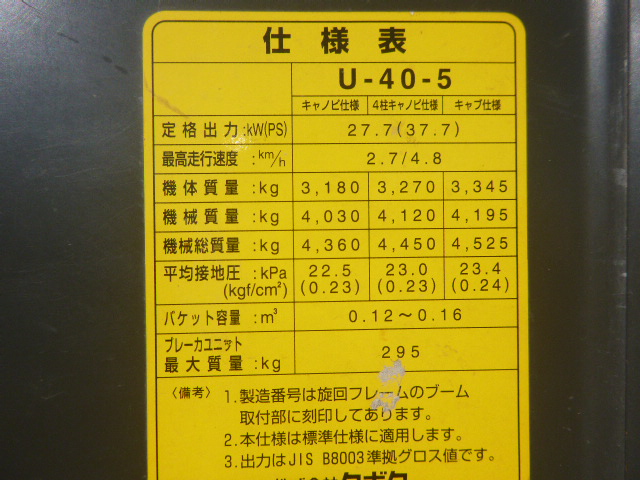 仕様表
U-40-5
キャノピ仕様 4柱キャノピ仕様 キャブ仕様
定格出力:kW(PS) 27.7(37.7)
最高走行速度:km/h 2.7/4.8
機体質量:kg 3,180 3,270 3,345
機械質量:kg 4,030 4,120 4,195
機械総質量:kg 4,360 4,450 4,525
平均接地圧:kPa 22.5 23.0 23.4
(kgf/cm²) (0.23) (0.23) (0.24)
バケット容量:m³ 0.12～0.16
ブレーカユニット
最大質量:kg 295
〈備考〉 1.製造番号は旋回フレームのブーム
取付部に刻印してあります。
2.本仕様は標準仕様に適用します。
3.出力はJIS B8003準拠グロス値です。